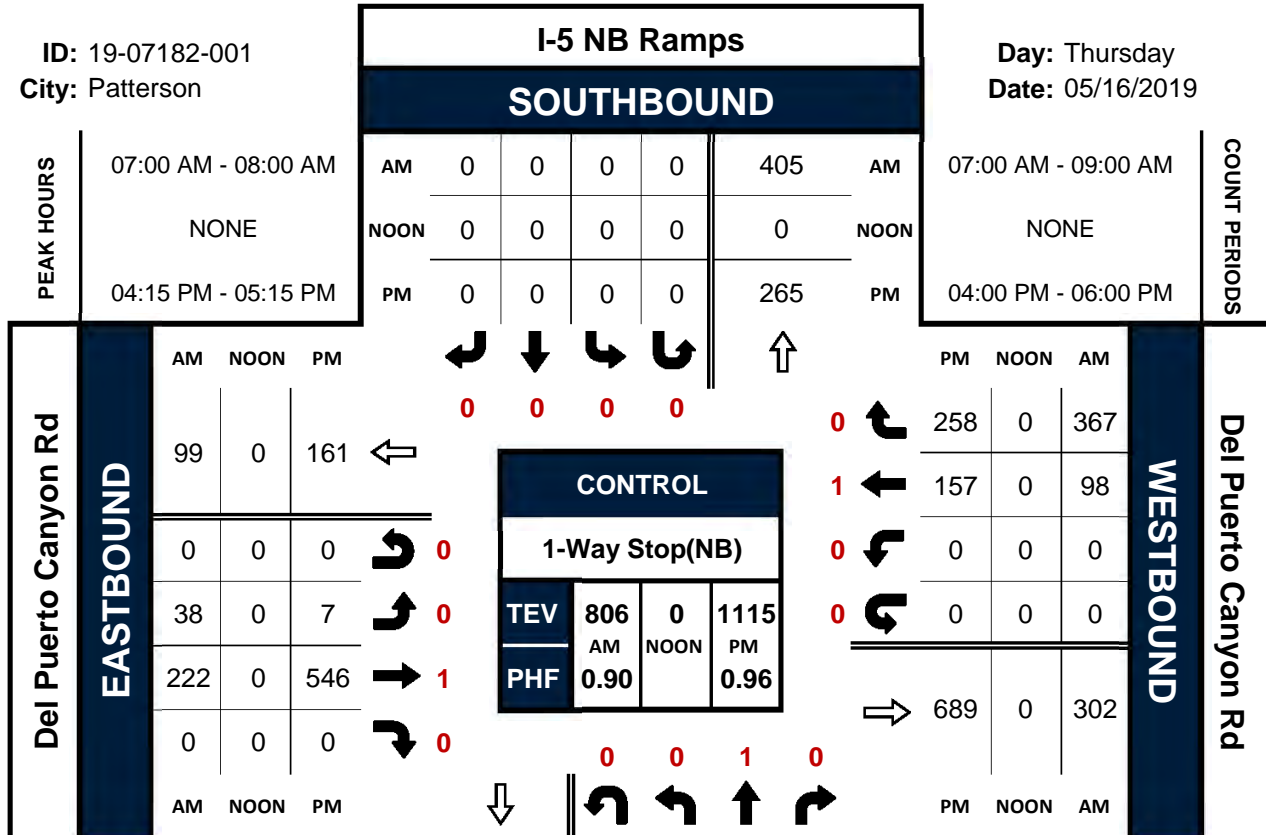 ID: 19-07182-001
City: Patterson
I-5 NB Ramps
SOUTHBOUND
Day: Thursday
Date: 05/16/2019
PEAK HOURS
07:00 AM - 08:00 AM
NONE
04:15 PM - 05:15 PM
AM 0 0 0 0 405 AM
NOON 0 0 0 0 0 NOON
PM 0 0 0 0 265 PM
07:00 AM - 09:00 AM
NONE
04:00 PM - 06:00 PM
COUNT PERIODS
0 0 0 0
Del Puerto Canyon Rd
EASTBOUND
AM NOON PM
99 0 161
0 0 0 0
38 0 7 0
222 0 546 1
0 0 0 0
AM NOON PM
CONTROL
1-Way Stop(NB)
TEV 806 0 1115
AM NOON PM
PHF 0.90 0.96
PM NOON AM
0 258 0 367
1 157 0 98
0 0 0 0
0 0 0 0
689 0 302
PM NOON AM
WESTBOUND
Del Puerto Canyon Rd
0 0 1 0